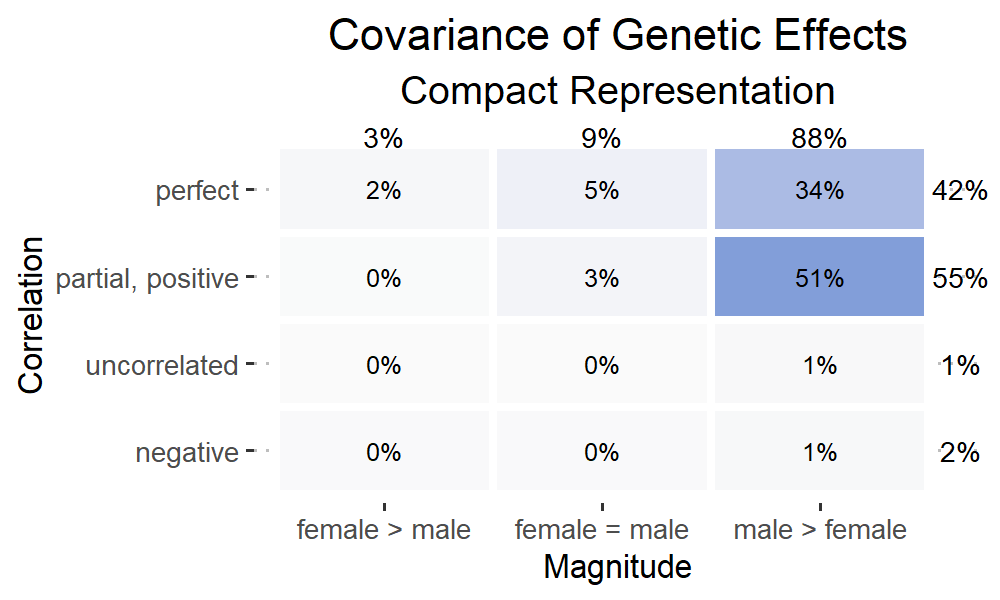 Covariance of Genetic Effects
Compact Representation
3% 9% 88%
perfect 2% 5% 34% 42%
partial, positive 0% 3% 51% 55%
uncorrelated 0% 0% 1% 1%
negative 0% 0% 1% 2%
Correlation
female > male female = male male > female
Magnitude